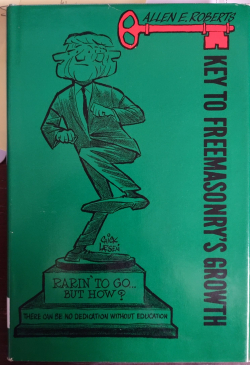 ALLEN E. ROBERTS
KEY TO FREEMASONRY'S GROWTH
RARIN' TO GO..
BUT HOW?
THERE CAN BE NO DEDICATION WITHOUT EDUCATION